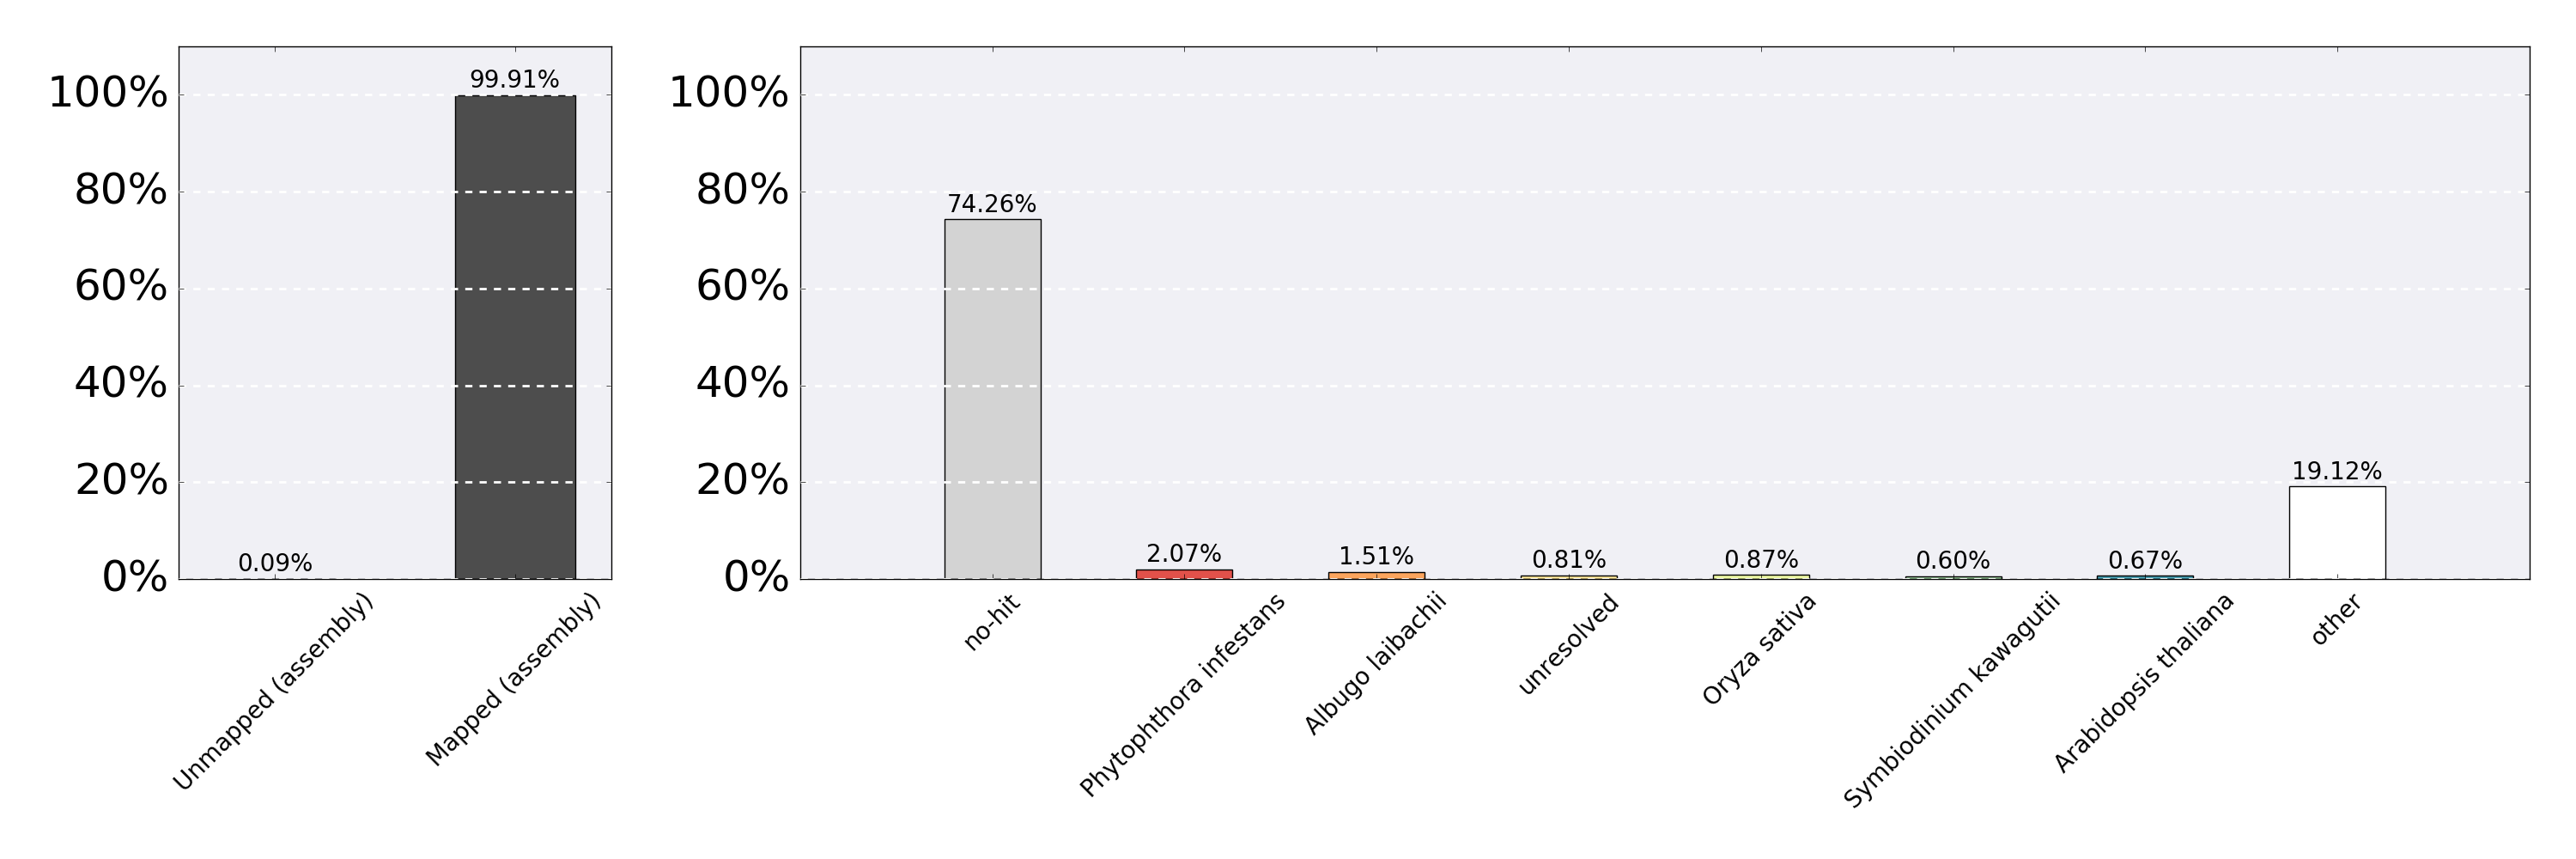 100%
80%
60%
40%
20%
0%
0.09%
99.91%
Unmapped (assembly)
Mapped (assembly)
100%
80%
60%
40%
20%
0%
74.26%
2.07%
1.51%
0.81%
0.87%
0.60%
0.67%
19.12%
no-hit
Phytophthora infestans
Albugo laibachii
unresolved
Oryza sativa
Symbiodinium kawagutii
Arabidopsis thaliana
other